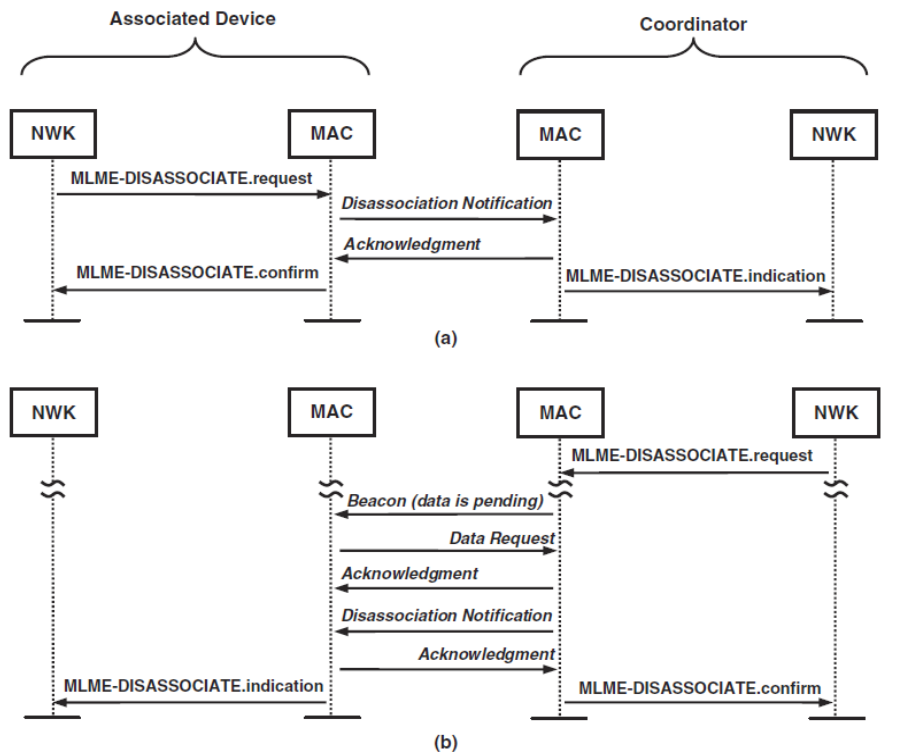 Associated Device
Coordinator
NWK
MAC
MAC
NWK
MLME-DISASSOCIATE.request
Disassociation Notification
Acknowledgment
MLME-DISASSOCIATE.confirm
MLME-DISASSOCIATE.indication
(a)
NWK
MAC
MAC
NWK
MLME-DISASSOCIATE.request
Beacon (data is pending)
Data Request
Acknowledgment
Disassociation Notification
Acknowledgment
MLME-DISASSOCIATE.indication
MLME-DISASSOCIATE.confirm
(b)